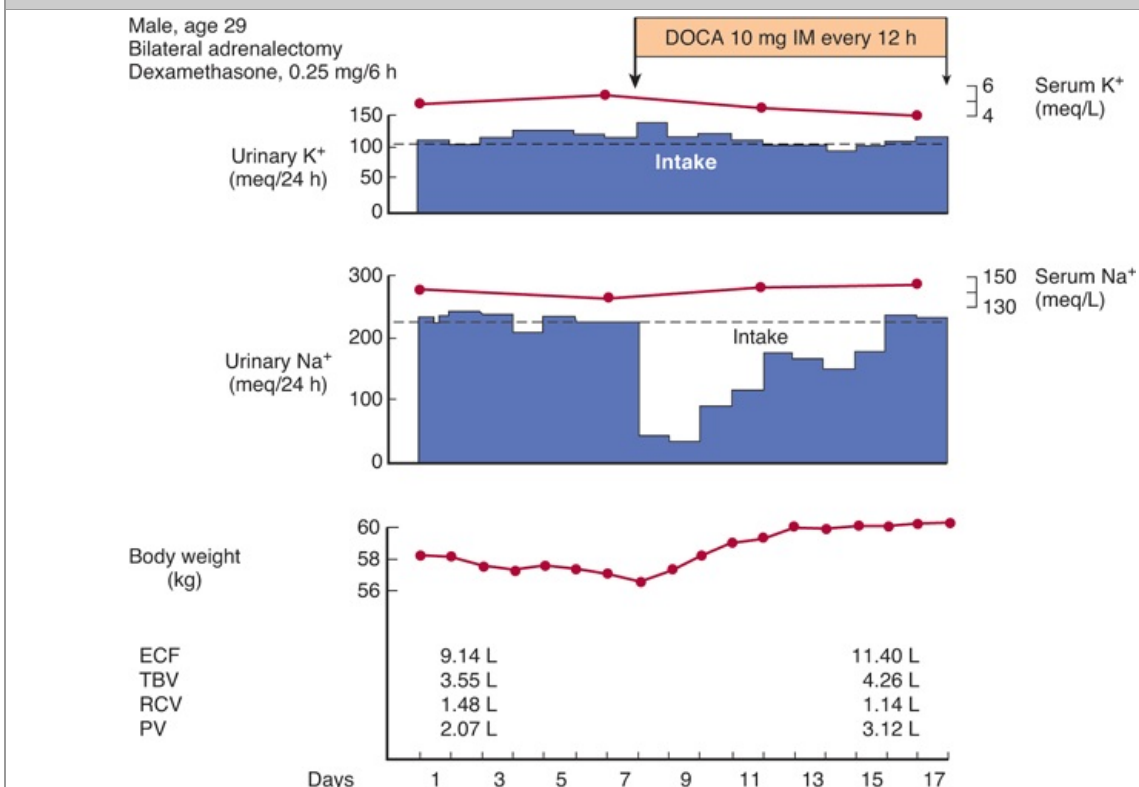 Male, age 29
Bilateral adrenalectomy
Dexamethasone, 0.25 mg/6 h
DOCA 10 mg IM every 12 h
6
4
Serum K+
(meq/L)
Urinary K+
(meq/24 h)
150
100
50
0
Intake
300
200
100
0
150
130
Serum Na+
(meq/L)
Intake
Urinary Na+
(meq/24 h)
Body weight
(kg)
60
58
56
ECF 9.14 L 11.40 L
TBV 3.55 L 4.26 L
RCV 1.48 L 1.14 L
PV 2.07 L 3.12 L
Days 1 3 5 7 9 11 13 15 17